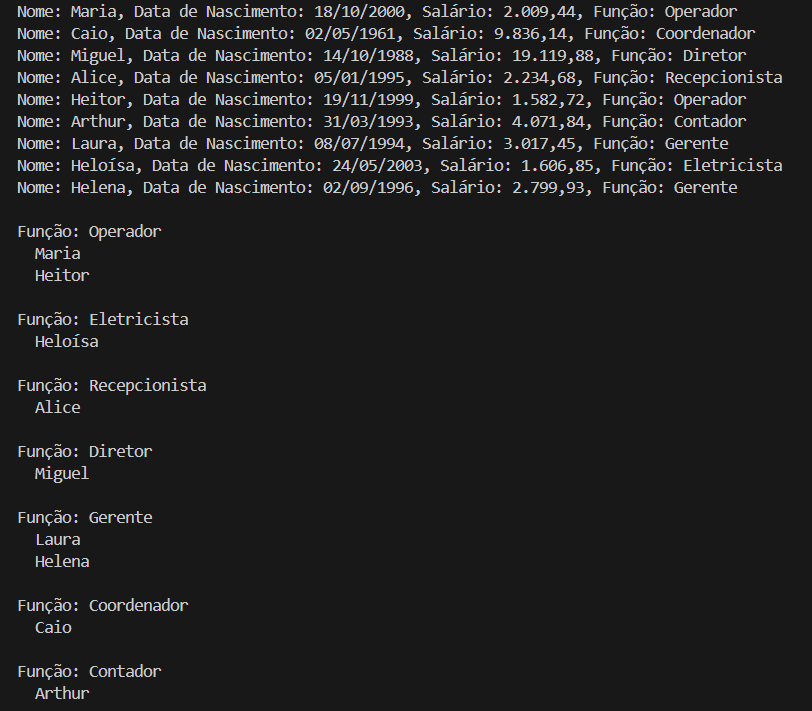 Nome: Maria, Data de Nascimento: 18/10/2000, Salário: 2.009,44, Função: Operador
Nome: Caio, Data de Nascimento: 02/05/1961, Salário: 9.836,14, Função: Coordenador
Nome: Miguel, Data de Nascimento: 14/10/1988, Salário: 19.119,88, Função: Diretor
Nome: Alice, Data de Nascimento: 05/01/1995, Salário: 2.234,68, Função: Recepcionista
Nome: Heitor, Data de Nascimento: 19/11/1999, Salário: 1.582,72, Função: Operador
Nome: Arthur, Data de Nascimento: 31/03/1993, Salário: 4.071,84, Função: Contador
Nome: Laura, Data de Nascimento: 08/07/1994, Salário: 3.017,45, Função: Gerente
Nome: Heloísa, Data de Nascimento: 24/05/2003, Salário: 1.606,85, Função: Eletricista
Nome: Helena, Data de Nascimento: 02/09/1996, Salário: 2.799,93, Função: Gerente

Função: Operador
  Maria
  Heitor

Função: Eletricista
  Heloísa

Função: Recepcionista
  Alice

Função: Diretor
  Miguel

Função: Gerente
  Laura
  Helena

Função: Coordenador
  Caio

Função: Contador
  Arthur